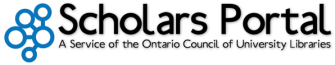 Scholars Portal
A Service of the Ontario Council of University Libraries